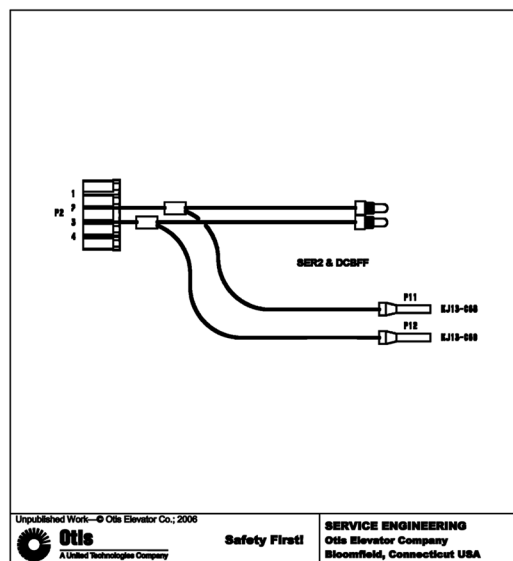 1
P2
2
3
4
SER2 & DCBFF
P11
P12
Unpublished Work—© Otis Elevator Co.; 2006
Otis
A United Technologies Company
Safety First!
SERVICE ENGINEERING
Otis Elevator Company
Bloomfield, Connecticut USA